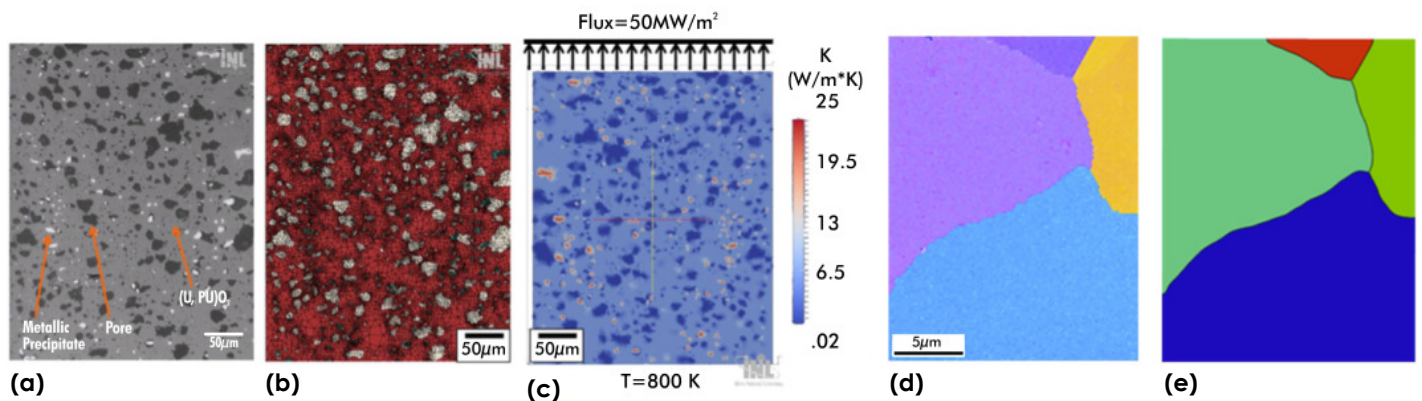 Flux=50MW/m²
INL
INL
K
(W/m*K)
25
19.5
13
6.5
.02
Metallic
Precipitate
Pore
(U, PU)O,
50µm
50µm
50µm
INL
T=800 K
5µm
(a)
(b)
(c)
(d)
(e)